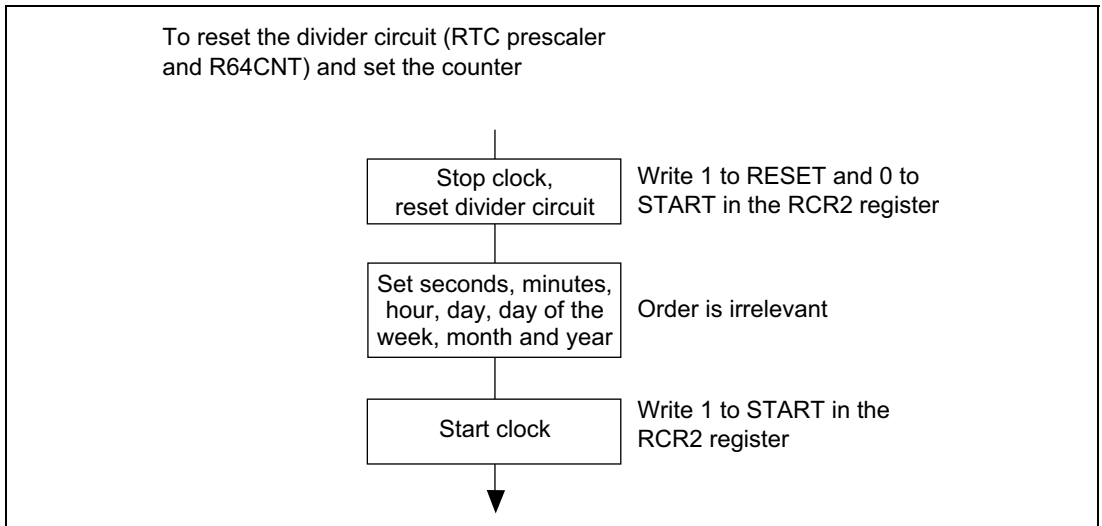 To reset the divider circuit (RTC prescaler
and R64CNT) and set the counter
Stop clock,
reset divider circuit
Write 1 to RESET and 0 to
START in the RCR2 register
Set seconds, minutes,
hour, day, day of the
week, month and year
Order is irrelevant
Start clock
Write 1 to START in the
RCR2 register